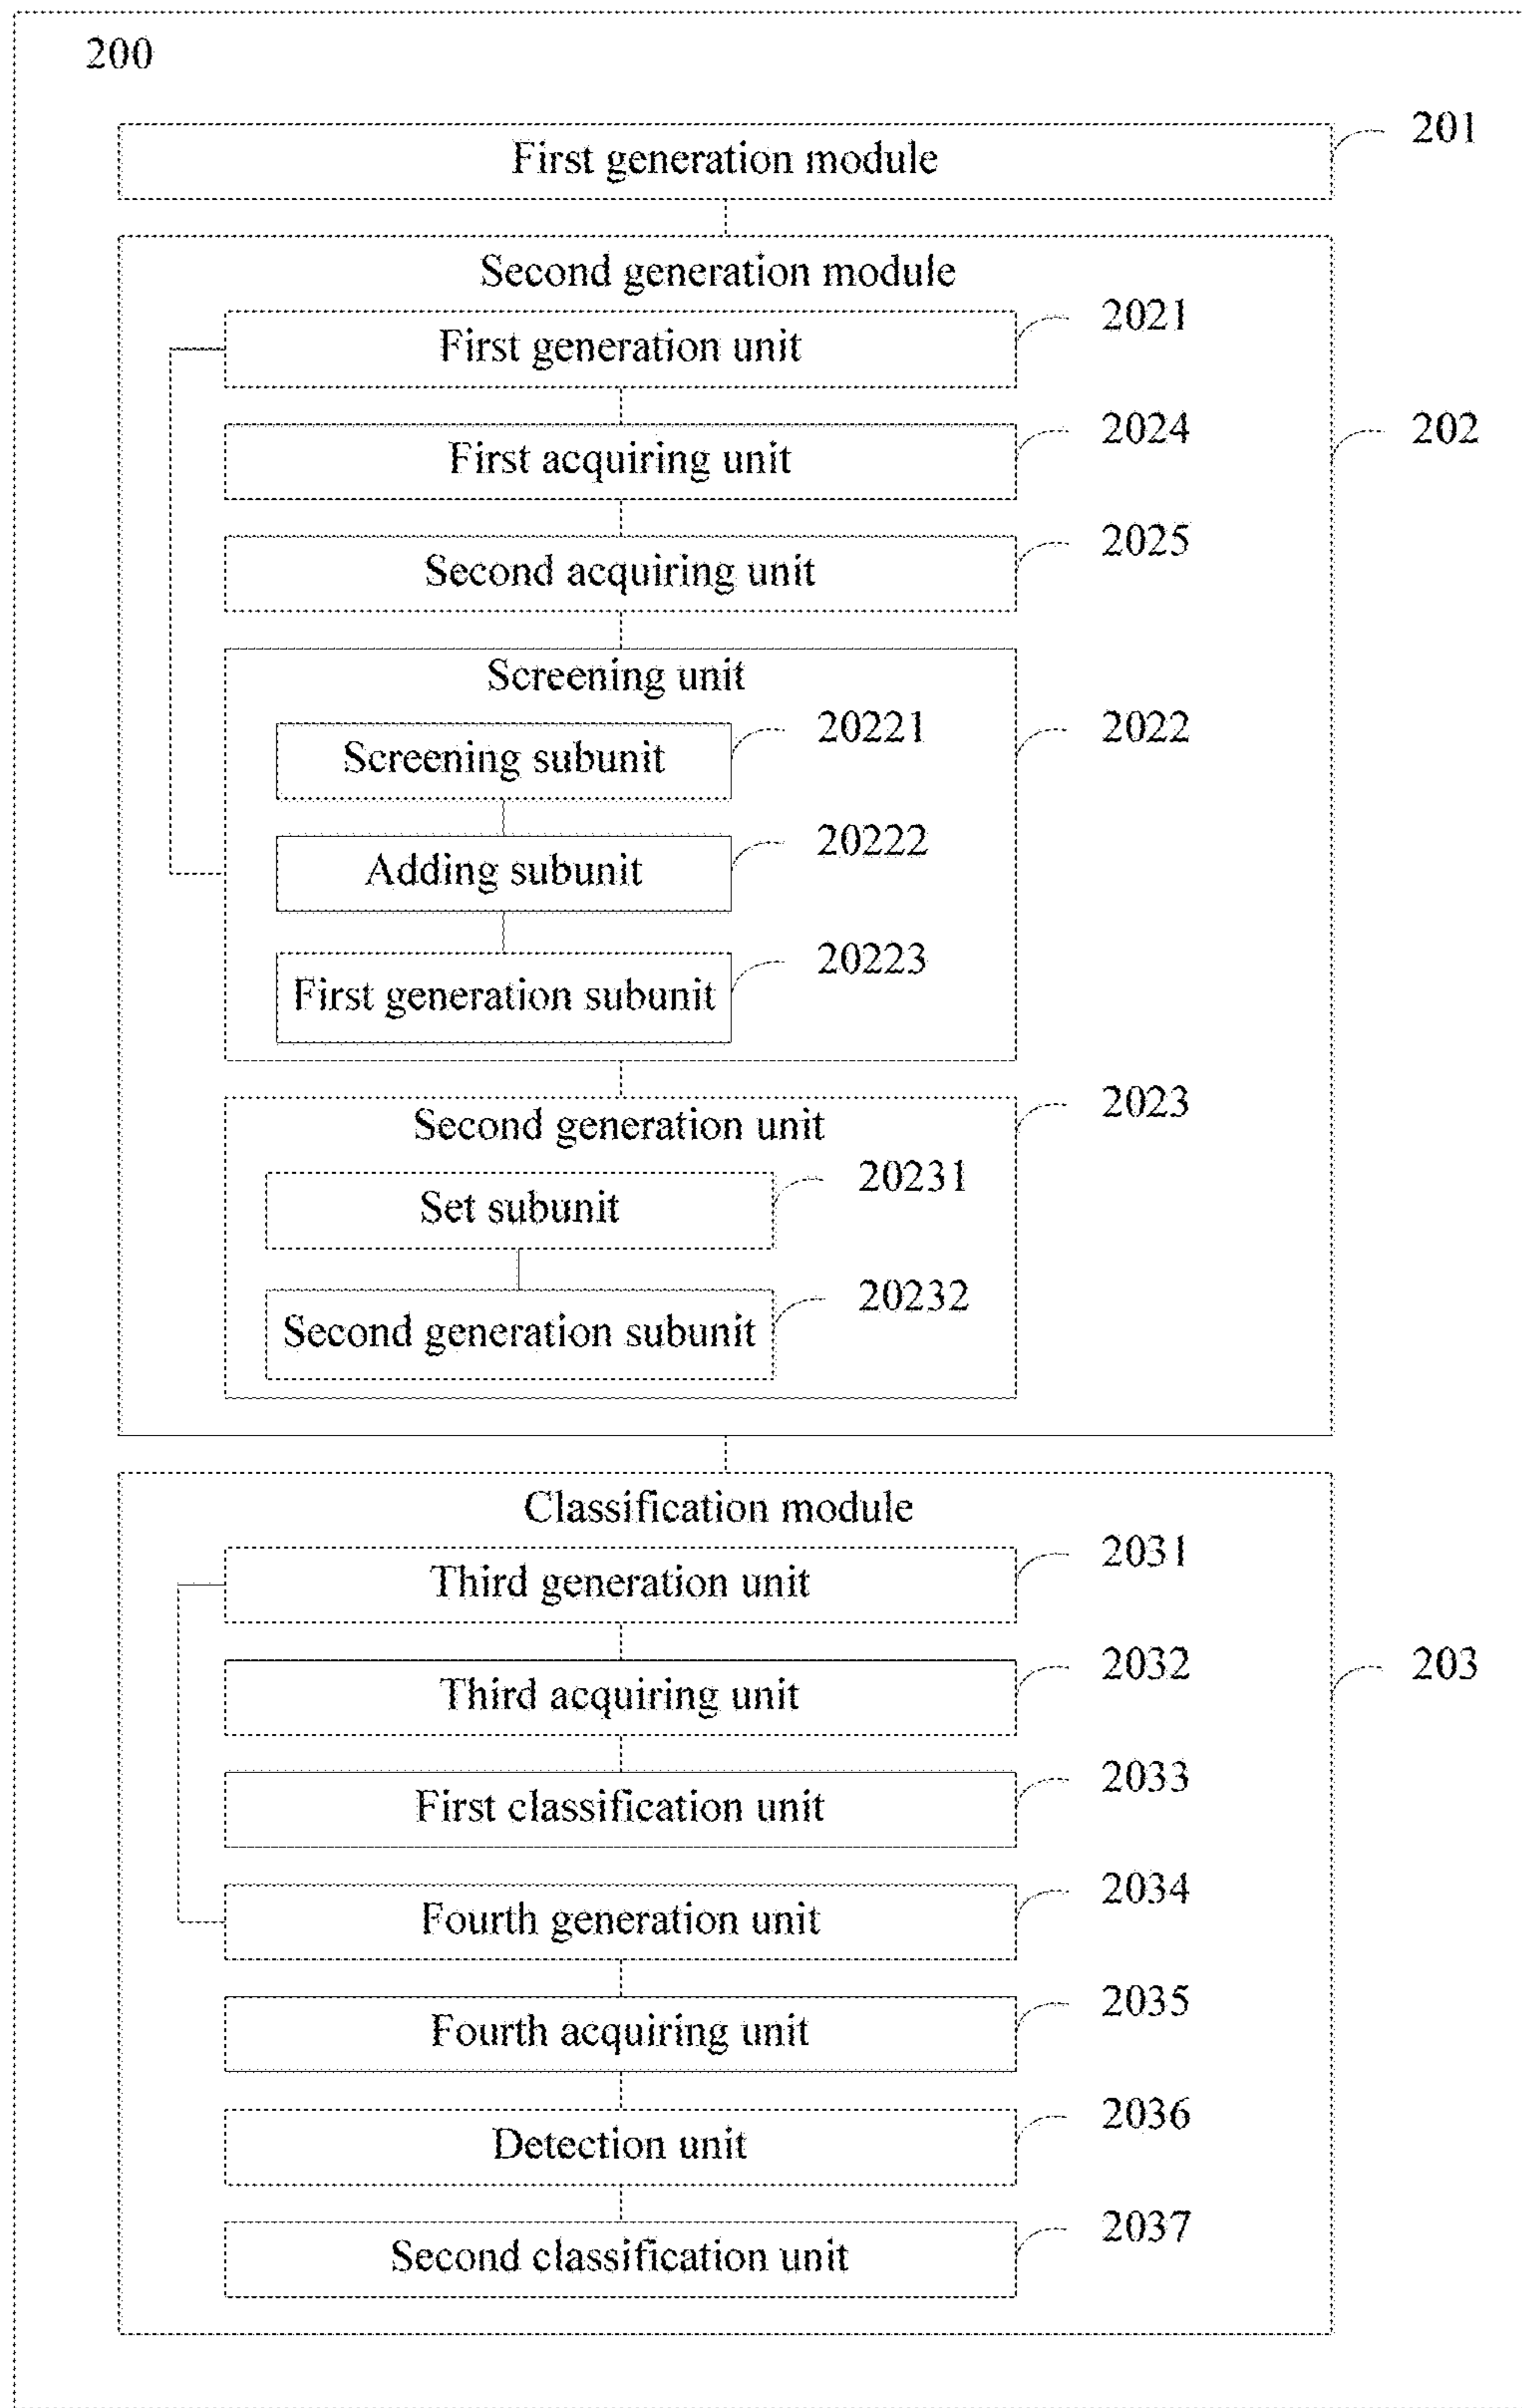 200
First generation module
201
Second generation module
202
First generation unit
2021
First acquiring unit
2024
Second acquiring unit
2025
Screening unit
2022
Screening subunit
20221
Adding subunit
20222
First generation subunit
20223
Second generation unit
2023
Set subunit
20231
Second generation subunit
20232
Classification module
203
Third generation unit
2031
Third acquiring unit
2032
First classification unit
2033
Fourth generation unit
2034
Fourth acquiring unit
2035
Detection unit
2036
Second classification unit
2037